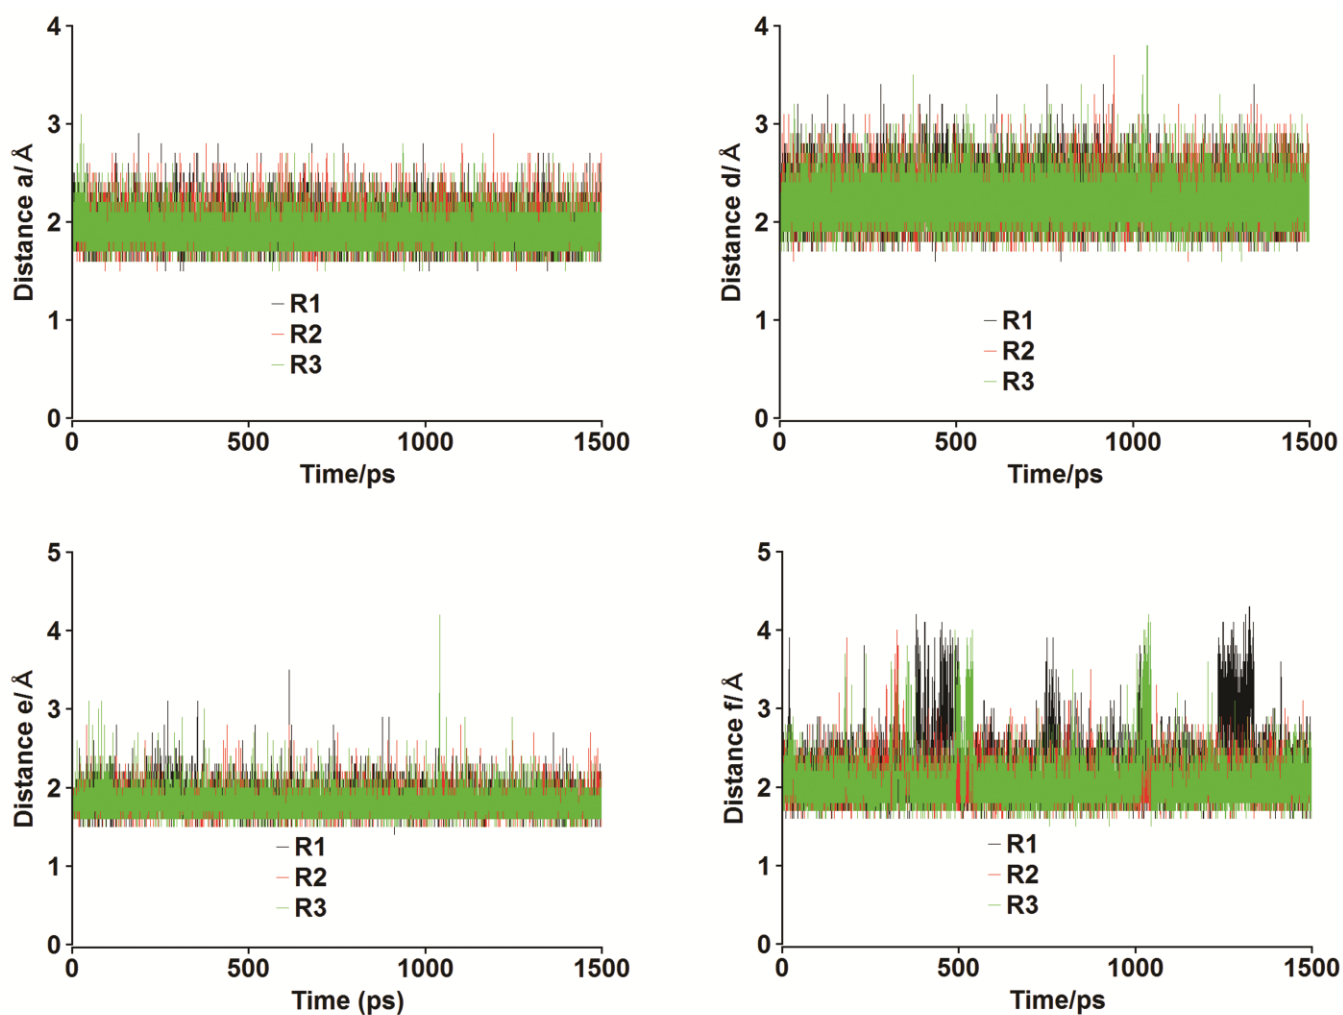 4
3
2
1
0
Distance a/ Å
R1
R2
R3
0 500 1000 1500
Time/ps
4
3
2
1
0
Distance d/ Å
R1
R2
R3
0 500 1000 1500
Time/ps
5
4
3
2
1
0
Distance e/ Å
R1
R2
R3
0 500 1000 1500
Time (ps)
5
4
3
2
1
0
Distance f/ Å
R1
R2
R3
0 500 1000 1500
Time/ps